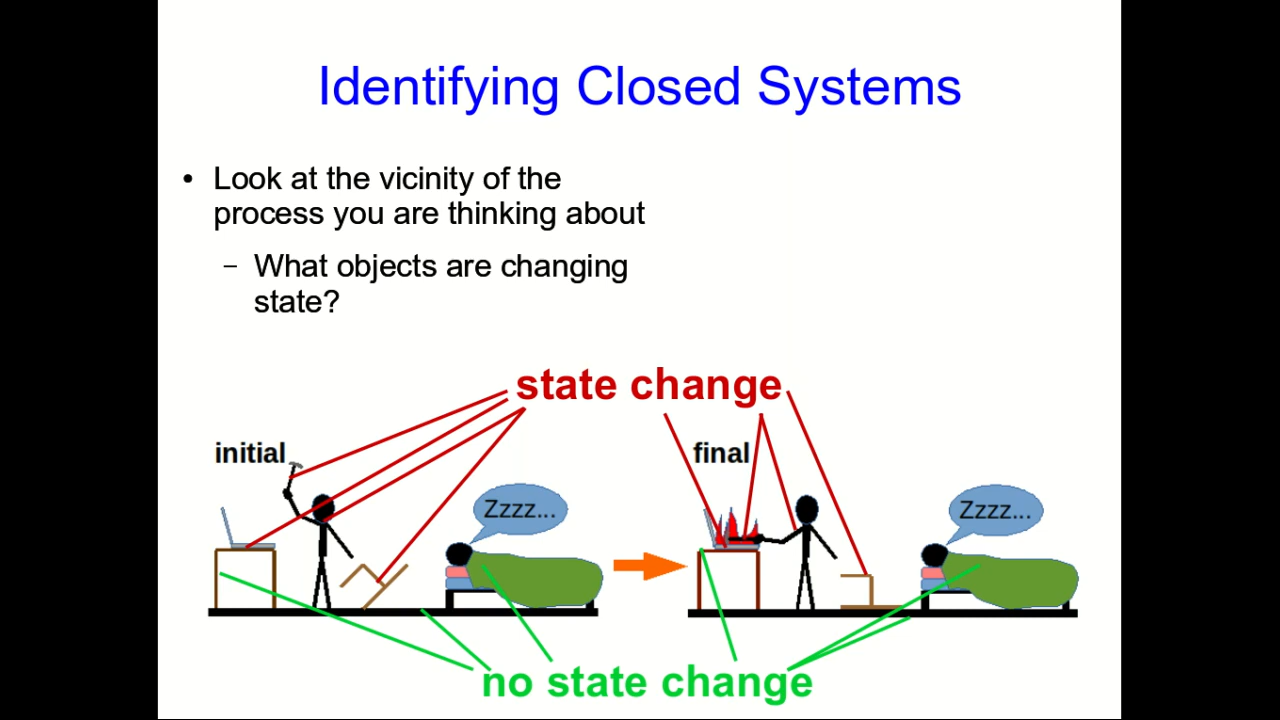 Identifying Closed Systems
• Look at the vicinity of the
process you are thinking about
– What objects are changing
state?
state change
initial
final
Zzzz...
Zzzz...
no state change